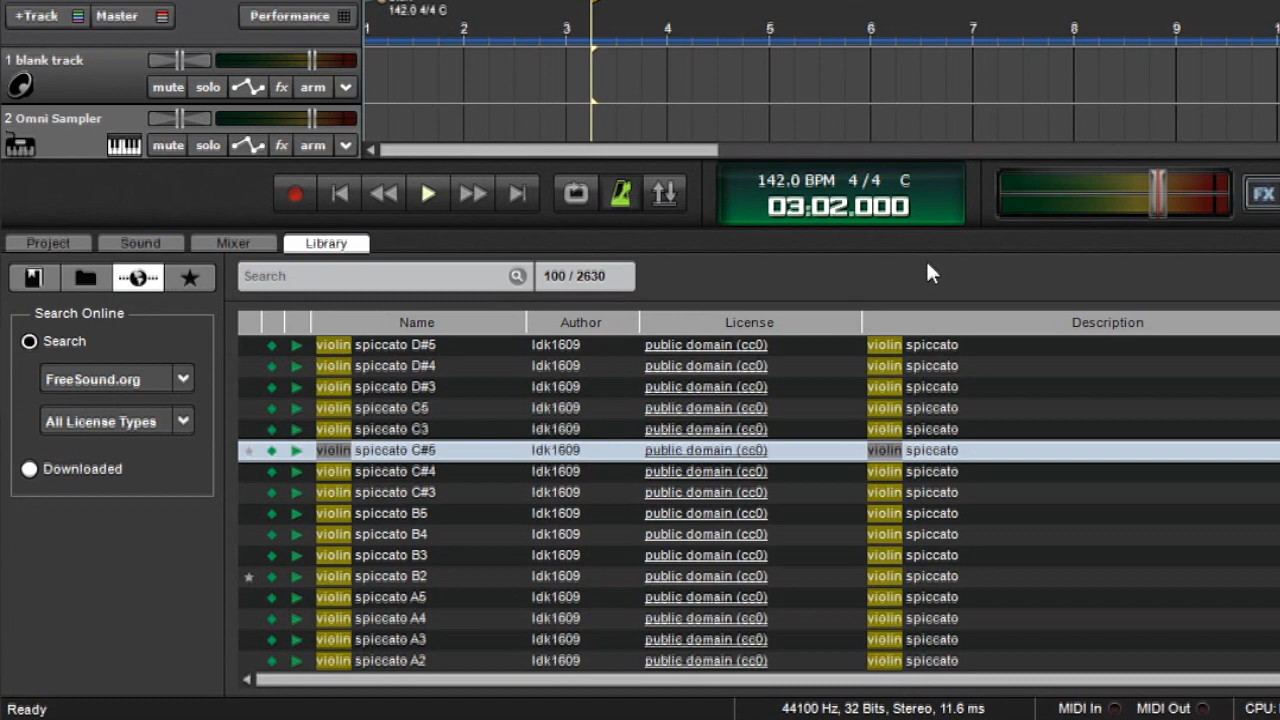 +Track Master Performance
142.0 4/4 C
1 2 3 4 5 6 7 8 9
1 blank track
mute solo fx arm
2 Omni Sampler
mute solo fx arm
142.0 BPM 4/4 C
03:02.000
FX
Project Sound Mixer Library
Search 100 / 2630
Search Online
Search
FreeSound.org
All License Types
Downloaded
Name Author License Description
violin spiccato D#5 ldk1609 public domain (cc0) violin spiccato
violin spiccato D#4 ldk1609 public domain (cc0) violin spiccato
violin spiccato D#3 ldk1609 public domain (cc0) violin spiccato
violin spiccato C5 ldk1609 public domain (cc0) violin spiccato
violin spiccato C3 ldk1609 public domain (cc0) violin spiccato
violin spiccato C#5 ldk1609 public domain (cc0) violin spiccato
violin spiccato C#4 ldk1609 public domain (cc0) violin spiccato
violin spiccato C#3 ldk1609 public domain (cc0) violin spiccato
violin spiccato B5 ldk1609 public domain (cc0) violin spiccato
violin spiccato B4 ldk1609 public domain (cc0) violin spiccato
violin spiccato B3 ldk1609 public domain (cc0) violin spiccato
violin spiccato B2 ldk1609 public domain (cc0) violin spiccato
violin spiccato A5 ldk1609 public domain (cc0) violin spiccato
violin spiccato A4 ldk1609 public domain (cc0) violin spiccato
violin spiccato A3 ldk1609 public domain (cc0) violin spiccato
violin spiccato A2 ldk1609 public domain (cc0) violin spiccato
Ready 44100 Hz, 32 Bits, Stereo, 11.6 ms MIDI In MIDI Out CPU: